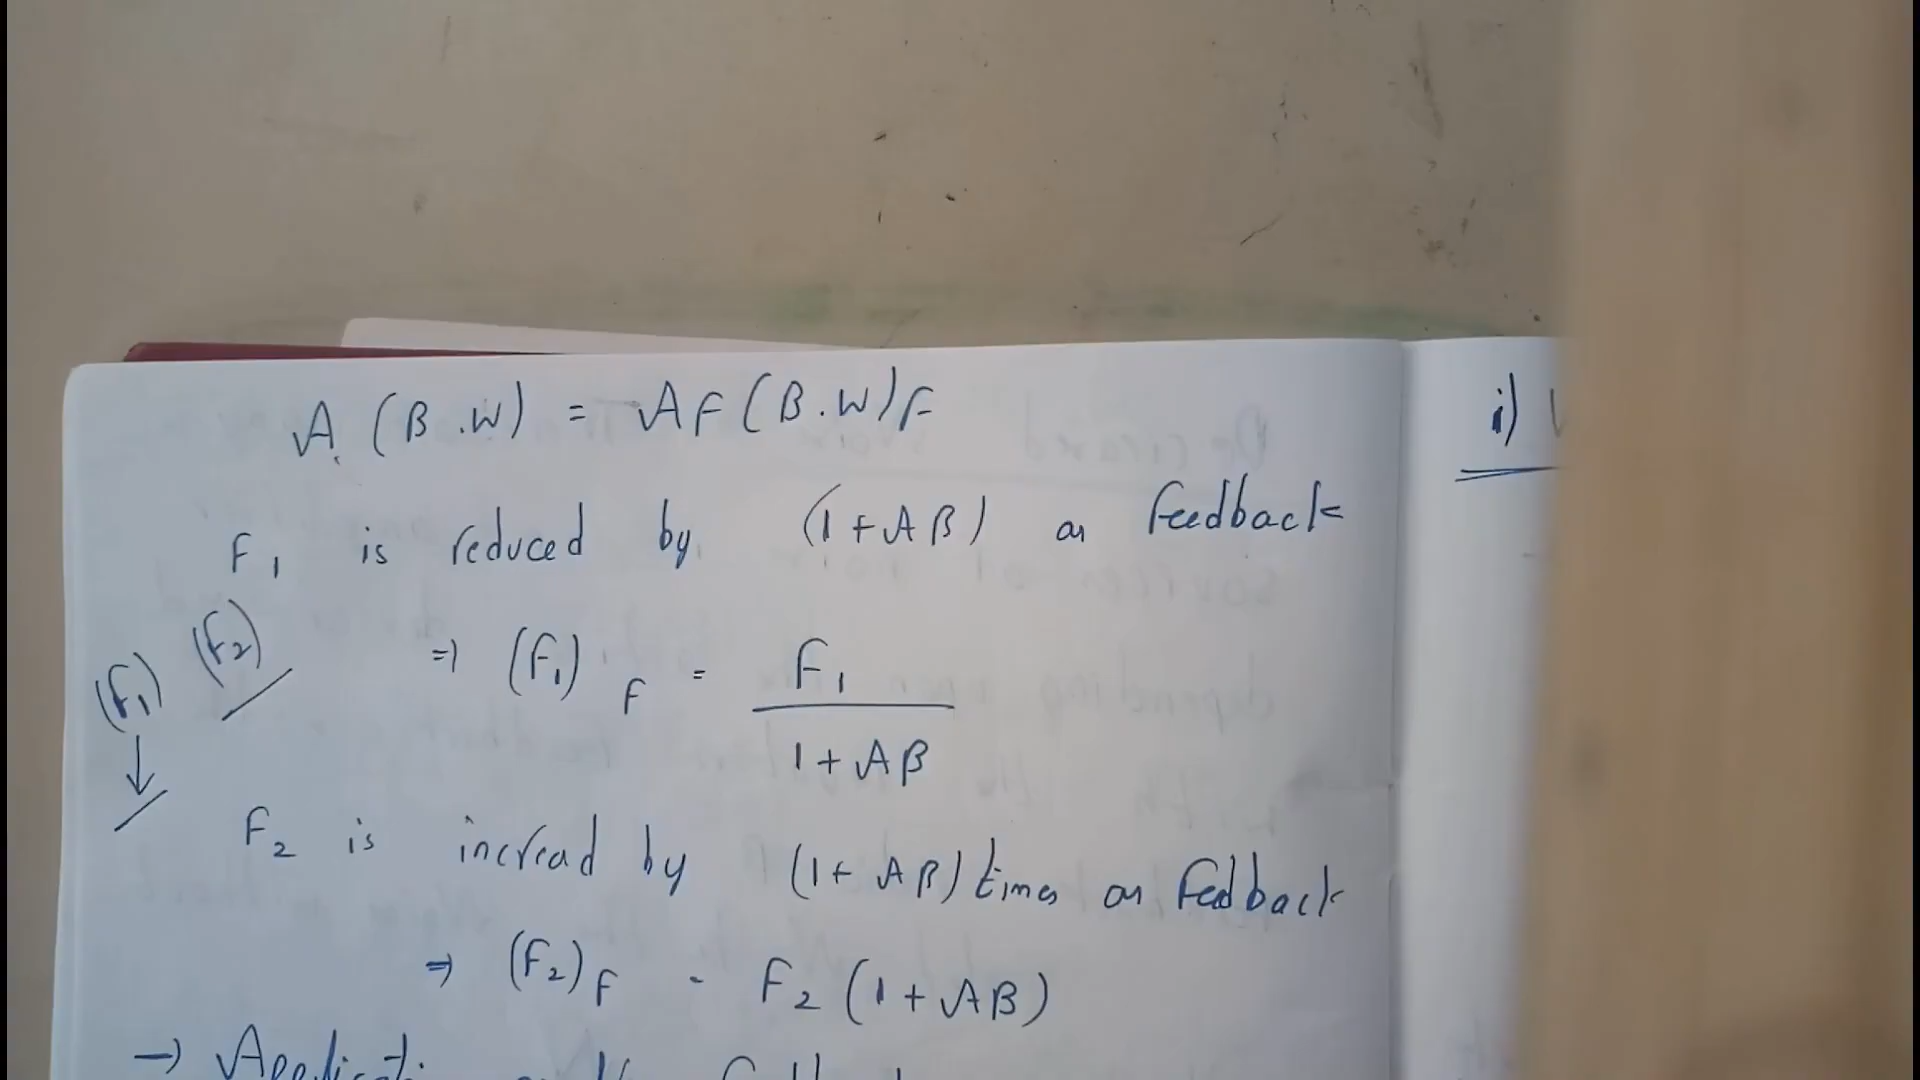 A (B.W) = AF (B.W)F
F1 is reduced by (1+AB) as feedback
(F1) (F2)
=) (F1)F = F1 / 1+AB
↓
F2 is incread by (1+AB) times as Fedback
=> (F2)F = F2 (1+AB)
→
i)